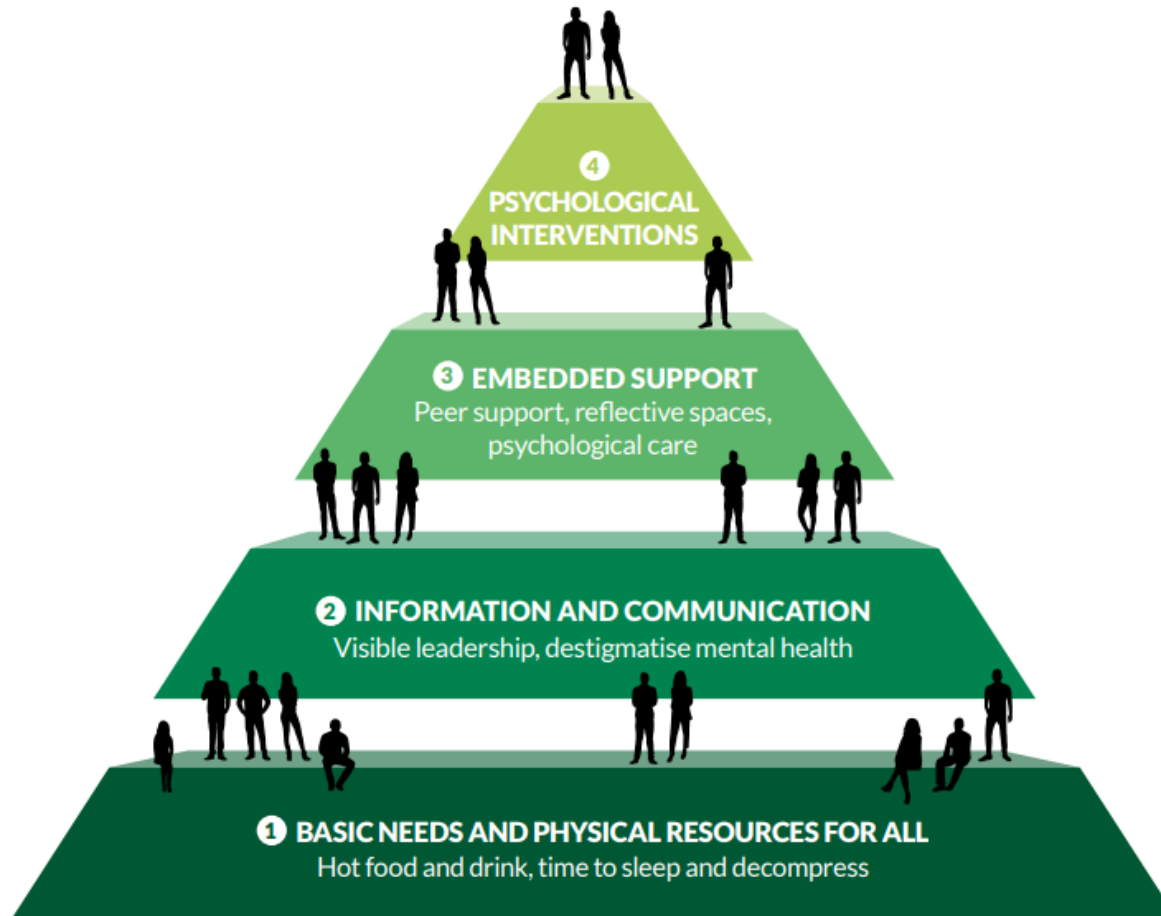 4
PSYCHOLOGICAL
INTERVENTIONS
3 EMBEDDED SUPPORT
Peer support, reflective spaces,
psychological care
2 INFORMATION AND COMMUNICATION
Visible leadership, destigmatise mental health
1 BASIC NEEDS AND PHYSICAL RESOURCES FOR ALL
Hot food and drink, time to sleep and decompress